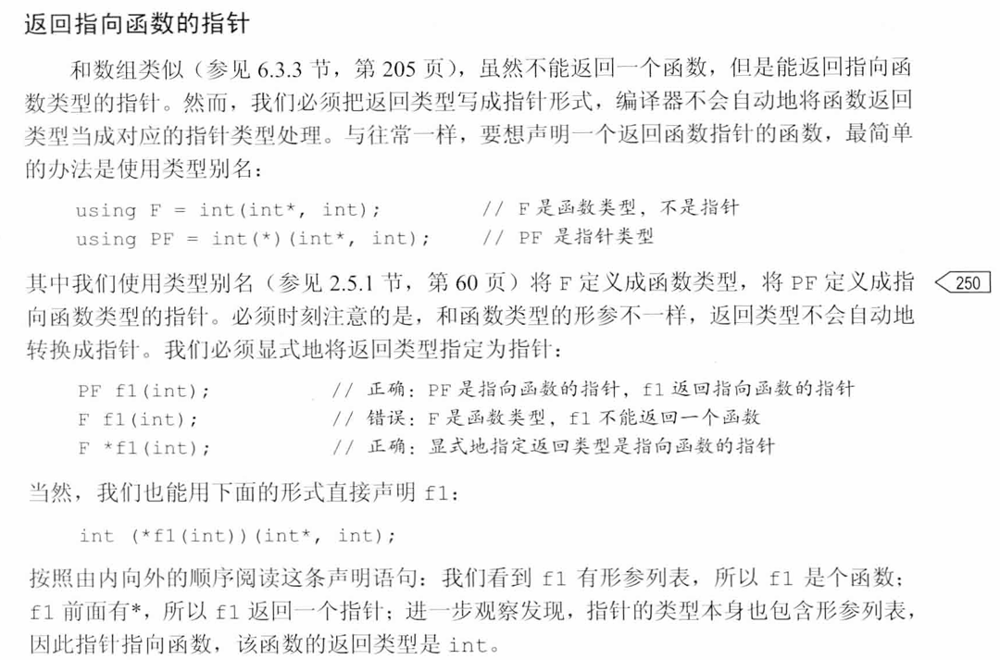 返回指向函数的指针
和数组类似（参见 6.3.3 节，第 205 页），虽然不能返回一个函数，但是能返回指向函
数类型的指针。然而，我们必须把返回类型写成指针形式，编译器不会自动地将函数返回
类型当成对应的指针类型处理。与往常一样，要想声明一个返回函数指针的函数，最简单
的办法是使用类型别名：
using F = int(int*, int); // F 是函数类型，不是指针
using PF = int(*)(int*, int); // PF 是指针类型
其中我们使用类型别名（参见 2.5.1 节，第 60 页）将 F 定义成函数类型，将 PF 定义成指
250
向函数类型的指针。必须时刻注意的是，和函数类型的形参不一样，返回类型不会自动地
转换成指针。我们必须显式地将返回类型指定为指针：
PF f1(int); // 正确：PF 是指向函数的指针，f1 返回指向函数的指针
F f1(int); // 错误：F 是函数类型，f1 不能返回一个函数
F *f1(int); // 正确：显式地指定返回类型是指向函数的指针
当然，我们也能用下面的形式直接声明 f1：
int (*f1(int))(int*, int);
按照由内向外的顺序阅读这条声明语句：我们看到 f1 有形参列表，所以 f1 是个函数；
f1 前面有*，所以 f1 返回一个指针；进一步观察发现，指针的类型本身也包含形参列表，
因此指针指向函数，该函数的返回类型是 int。